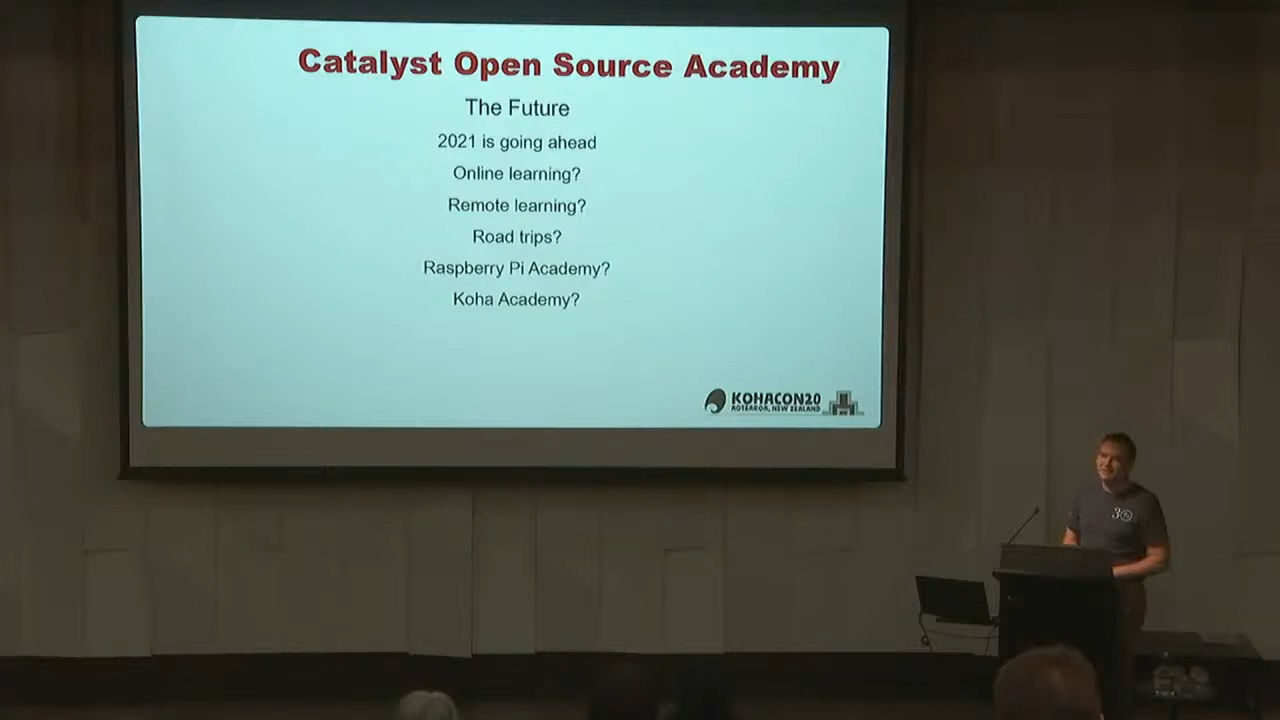 Catalyst Open Source Academy
The Future
2021 is going ahead
Online learning?
Remote learning?
Road trips?
Raspberry Pi Academy?
Koha Academy?
KOHACON20
AOTEAROA, NEW ZEALAND
30